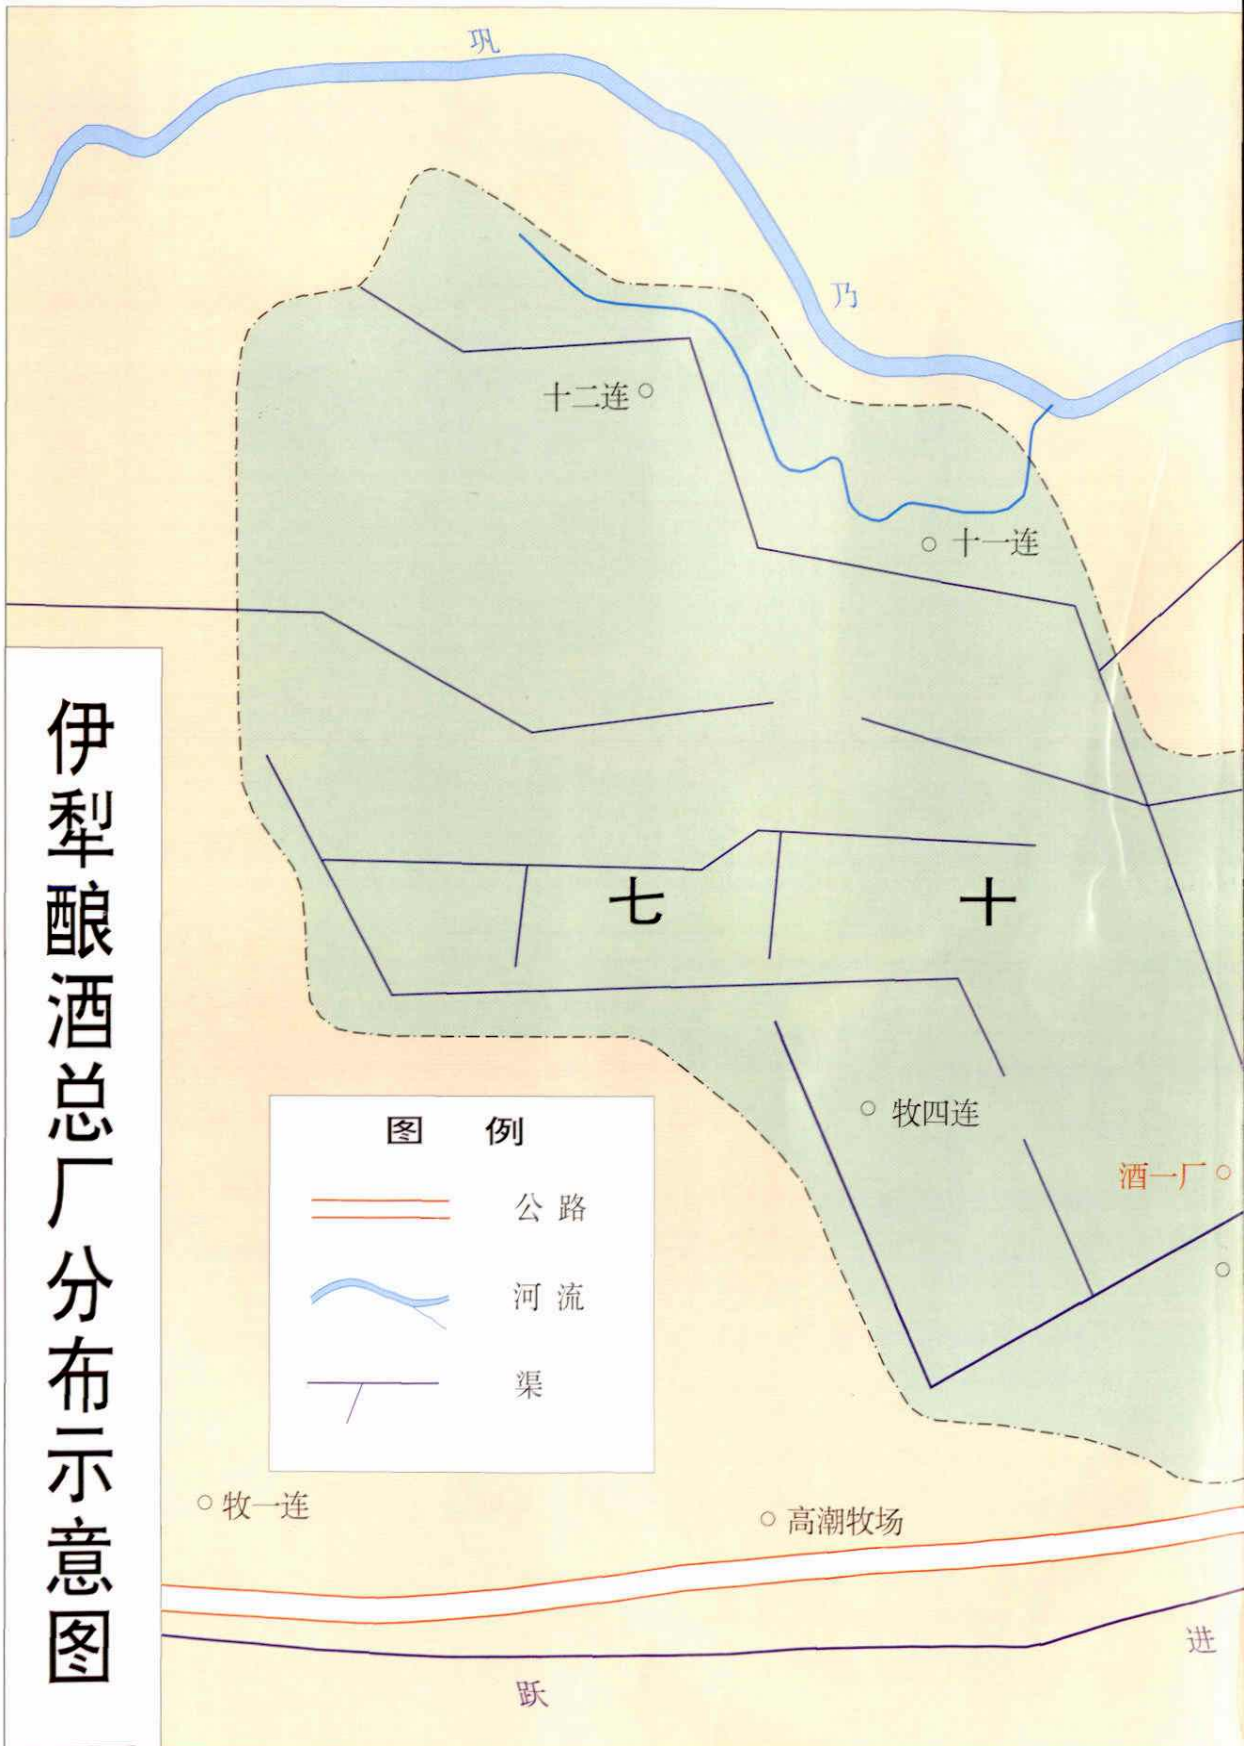 巩
乃
十二连
十一连
伊犁酿酒总厂分布示意图
七 十
图 例
公 路
河 流
渠
牧四连
酒一厂
牧一连
高潮牧场
进
跃